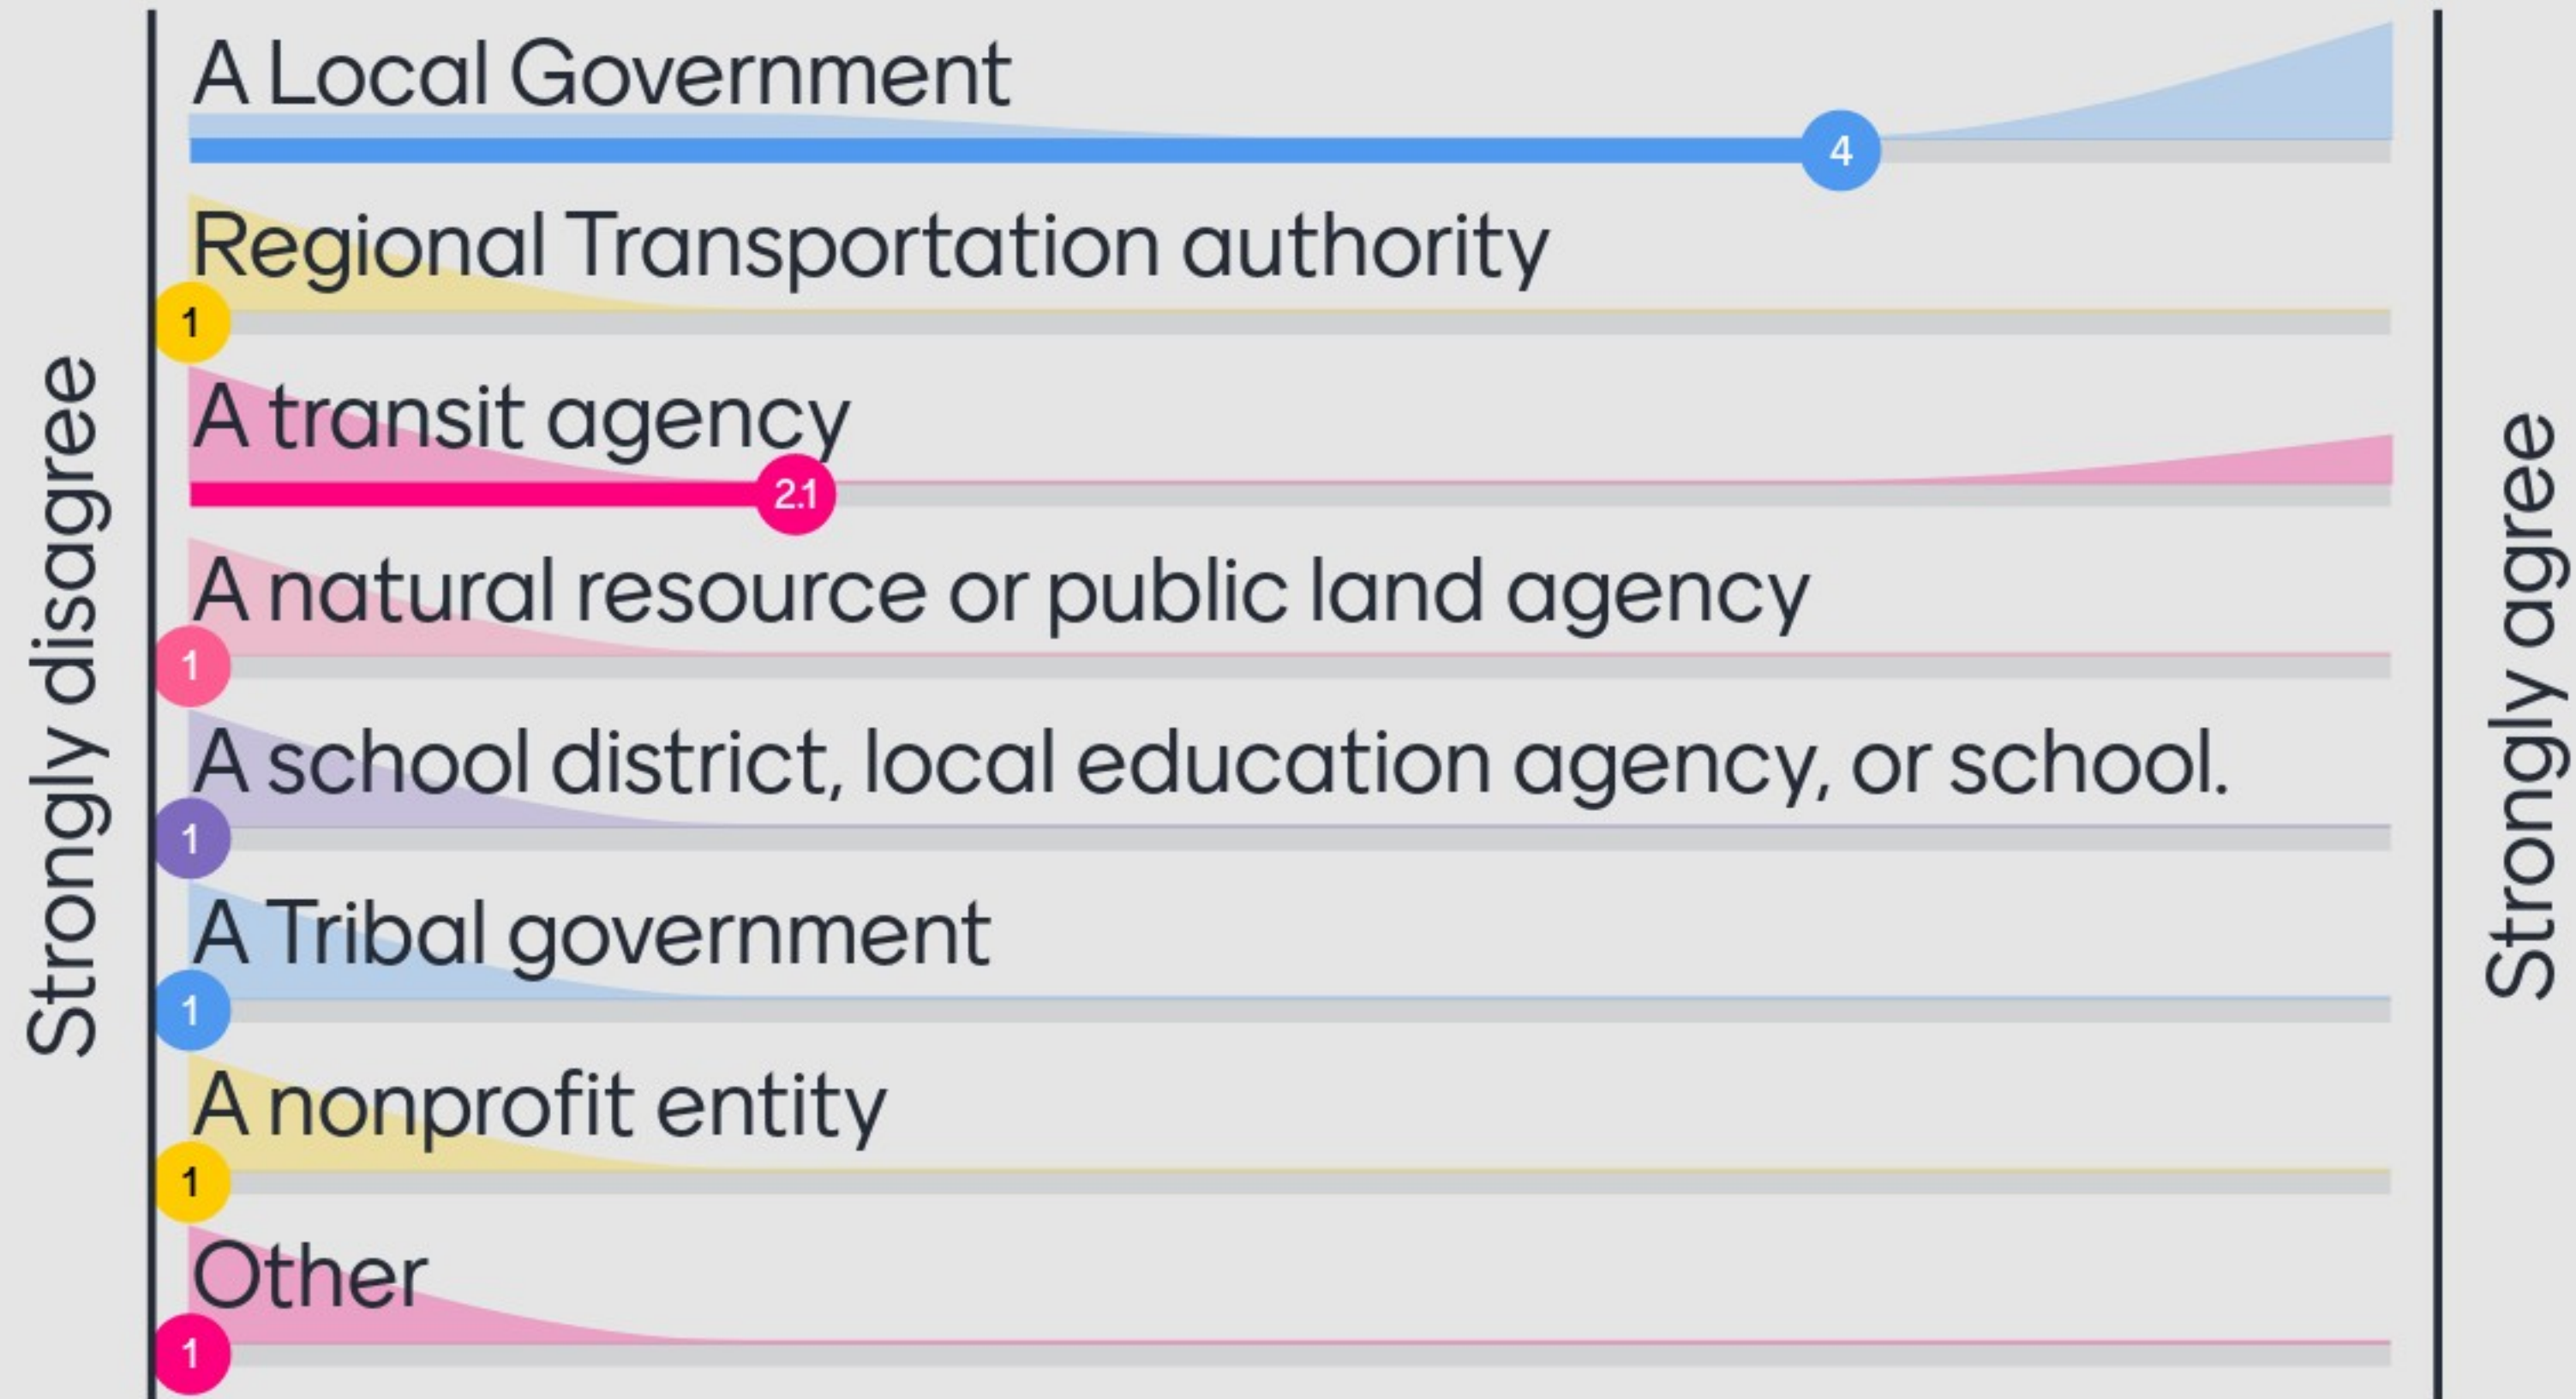 Strongly disagree
A Local Government
4
Regional Transportation authority
1
A transit agency
2.1
A natural resource or public land agency
1
A school district, local education agency, or school.
1
A Tribal government
1
A nonprofit entity
1
Other
1
Strongly agree